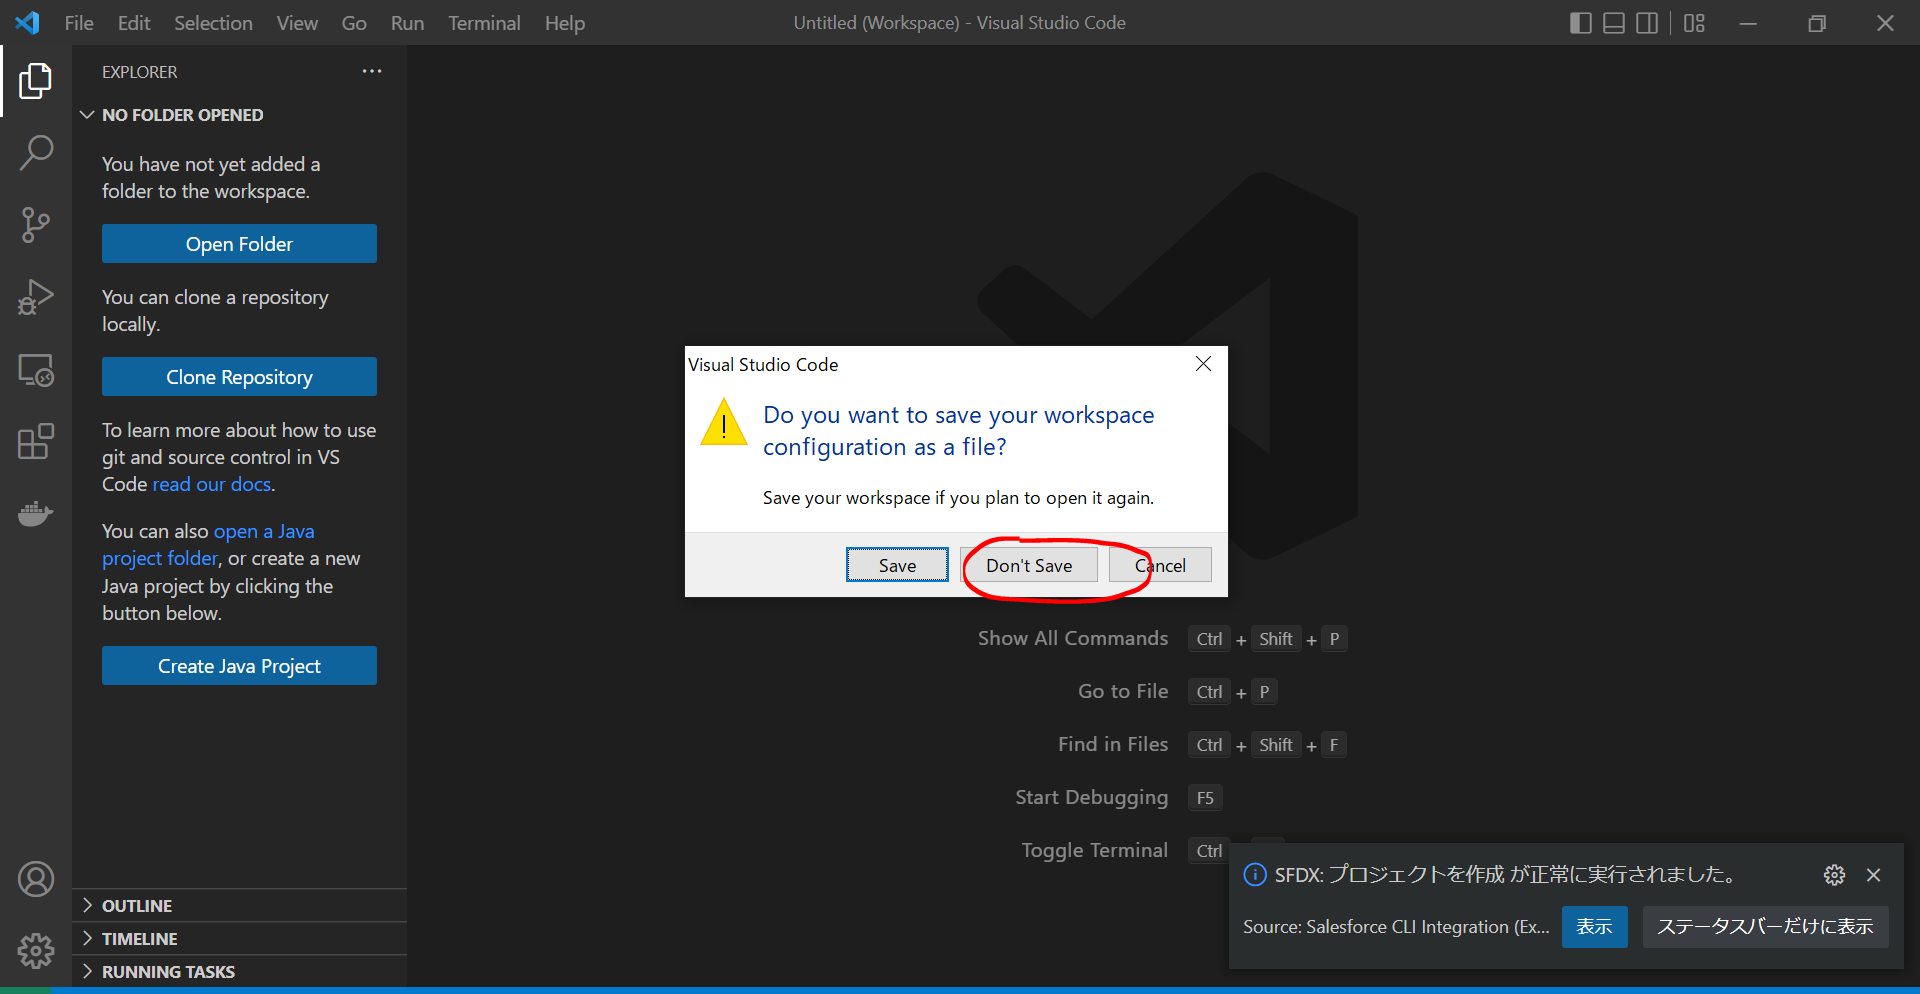 File Edit Selection View Go Run Terminal Help
Untitled (Workspace) - Visual Studio Code
EXPLORER
NO FOLDER OPENED
You have not yet added a
folder to the workspace.
Open Folder
You can clone a repository
locally.
Clone Repository
To learn more about how to use
git and source control in VS
Code read our docs.
You can also open a Java
project folder, or create a new
Java project by clicking the
button below.
Create Java Project
OUTLINE
TIMELINE
RUNNING TASKS
Visual Studio Code
Do you want to save your workspace
configuration as a file?
Save your workspace if you plan to open it again.
Save Don't Save Cancel
Show All Commands Ctrl + Shift + P
Go to File Ctrl + P
Find in Files Ctrl + Shift + F
Start Debugging F5
Toggle Terminal Ctrl
SFDX: プロジェクトを作成 が正常に実行されました。
Source: Salesforce CLI Integration (Ex... 表示 ステータスバーだけに表示